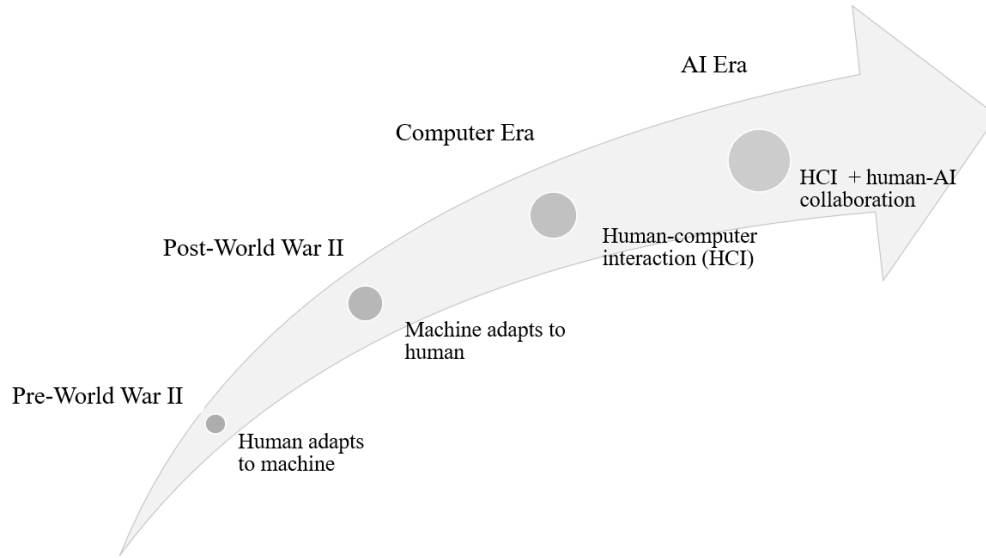 AI Era
Computer Era
HCI + human-AI
collaboration
Post-World War II
Human-computer
interaction (HCI)
Machine adapts to
human
Pre-World War II
Human adapts
to machine